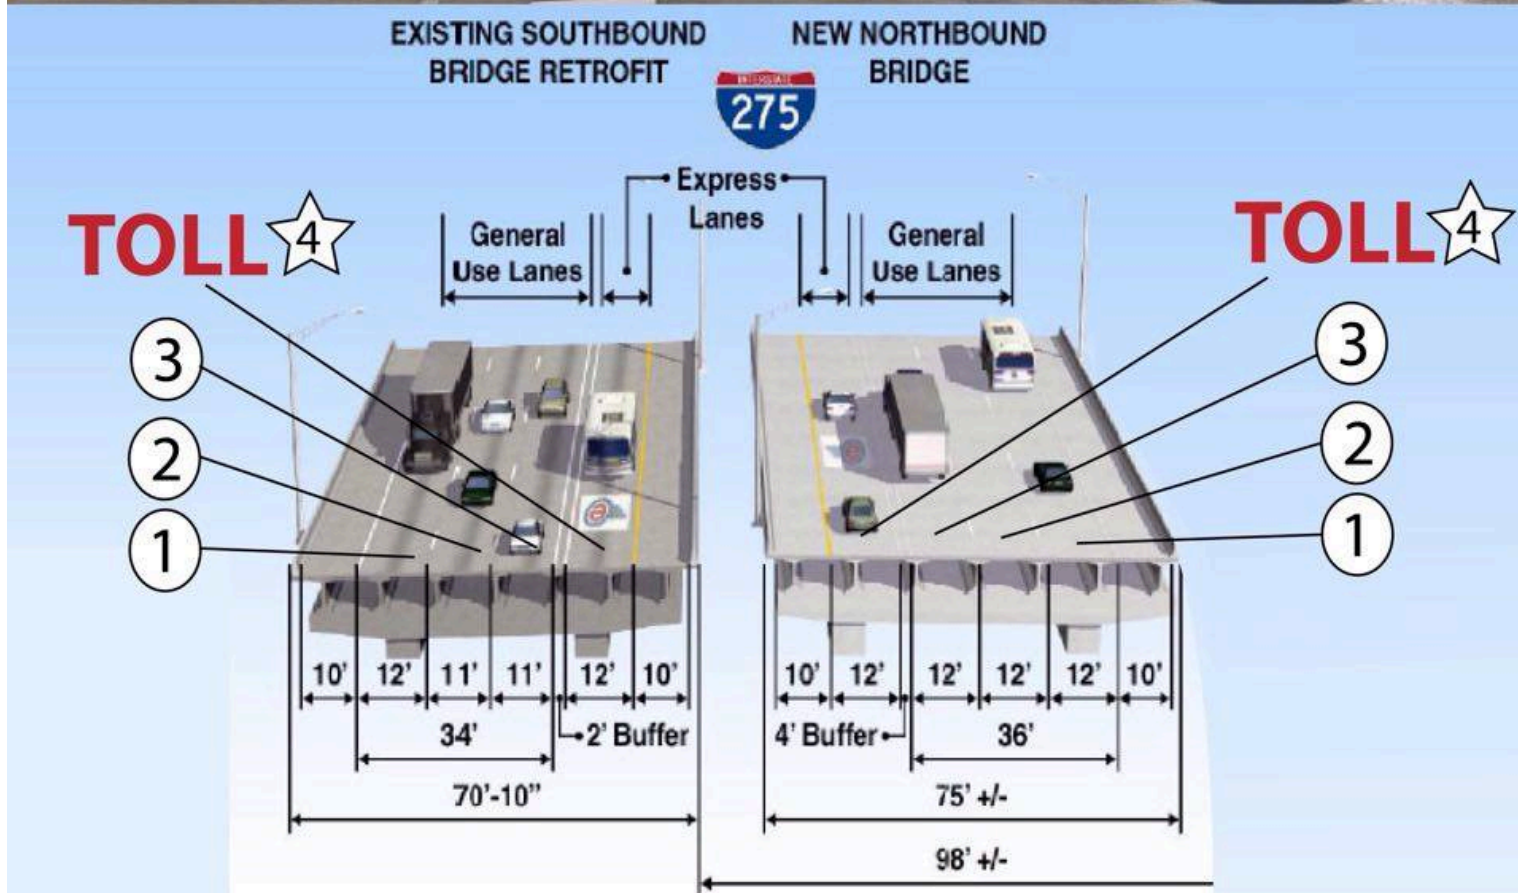 EXISTING SOUTHBOUND
BRIDGE RETROFIT
NEW NORTHBOUND
BRIDGE
INTERSTATE
275
Express
Lanes
TOLL 4
General
Use Lanes
General
Use Lanes
TOLL 4
3
2
1
3
2
1
10' 12' 11' 11' 12' 10'
10' 12' 12' 12' 12' 10'
34' 2' Buffer
4' Buffer 36'
70'-10”
75' +/-
98' +/-